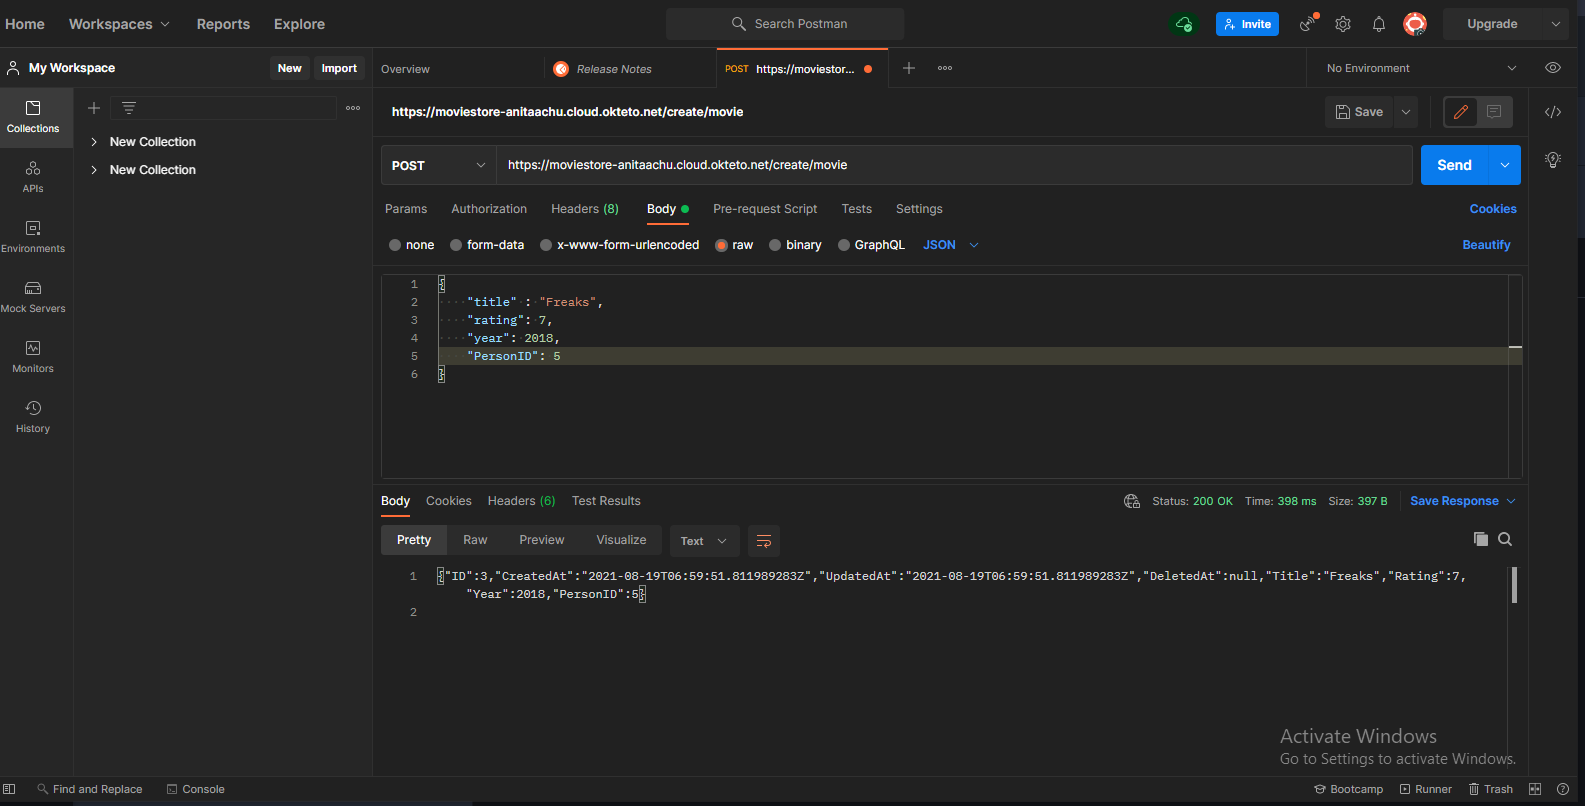 Home Workspaces Reports Explore Search Postman Invite Upgrade
My Workspace New Import Overview Release Notes POST https://moviestor... No Environment
https://moviestore-anitaachu.cloud.okteto.net/create/movie Save
Collections
New Collection
New Collection
APIs
Environments
Mock Servers
Monitors
History
POST https://moviestore-anitaachu.cloud.okteto.net/create/movie Send
Params Authorization Headers (8) Body Pre-request Script Tests Settings Cookies
none form-data x-www-form-urlencoded raw binary GraphQL JSON Beautify
1 {
2 "title" : "Freaks",
3 "rating": 7,
4 "year": 2018,
5 "PersonID": 5
6 }
Body Cookies Headers (6) Test Results Status: 200 OK Time: 398 ms Size: 397 B Save Response
Pretty Raw Preview Visualize Text
1 {"ID":3,"CreatedAt":"2021-08-19T06:59:51.811989283Z","UpdatedAt":"2021-08-19T06:59:51.811989283Z","DeletedAt":null,"Title":"Freaks","Rating":7,
"Year":2018,"PersonID":5}
2
Activate Windows
Go to Settings to activate Windows.
Find and Replace Console Bootcamp Runner Trash